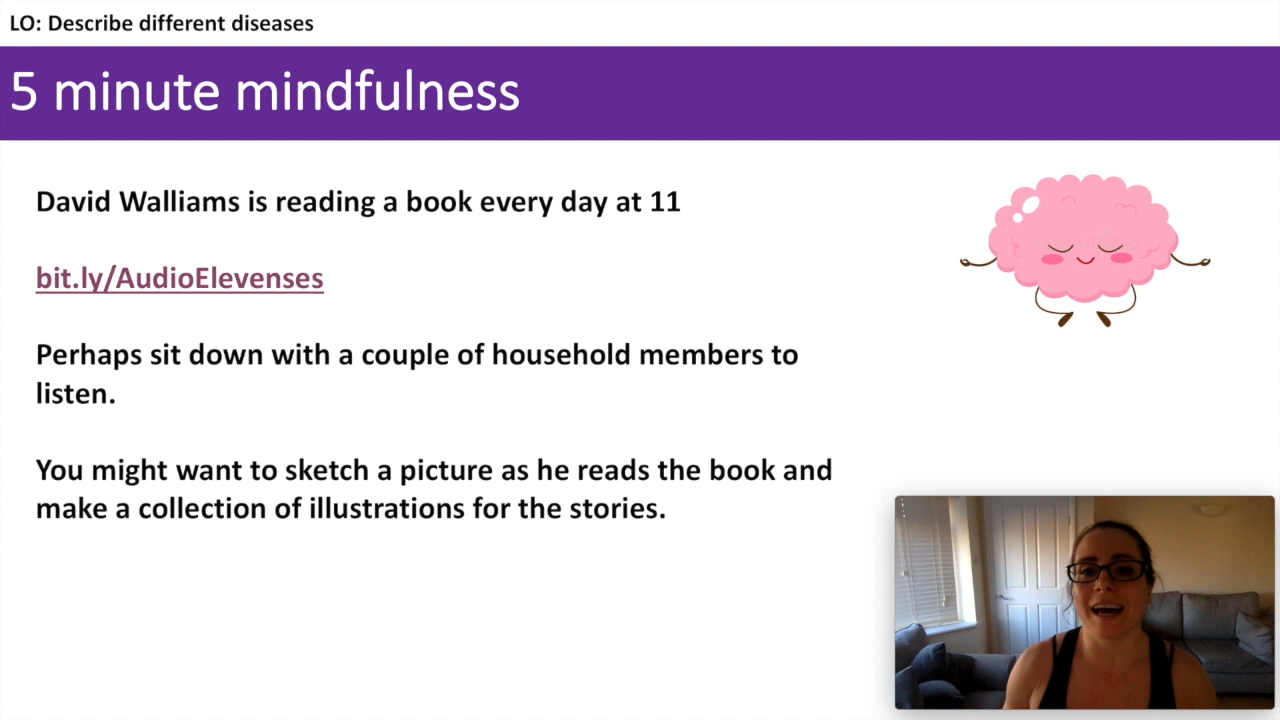 LO: Describe different diseases
5 minute mindfulness
David Walliams is reading a book every day at 11
bit.ly/AudioElevenses
Perhaps sit down with a couple of household members to
listen.
You might want to sketch a picture as he reads the book and
make a collection of illustrations for the stories.